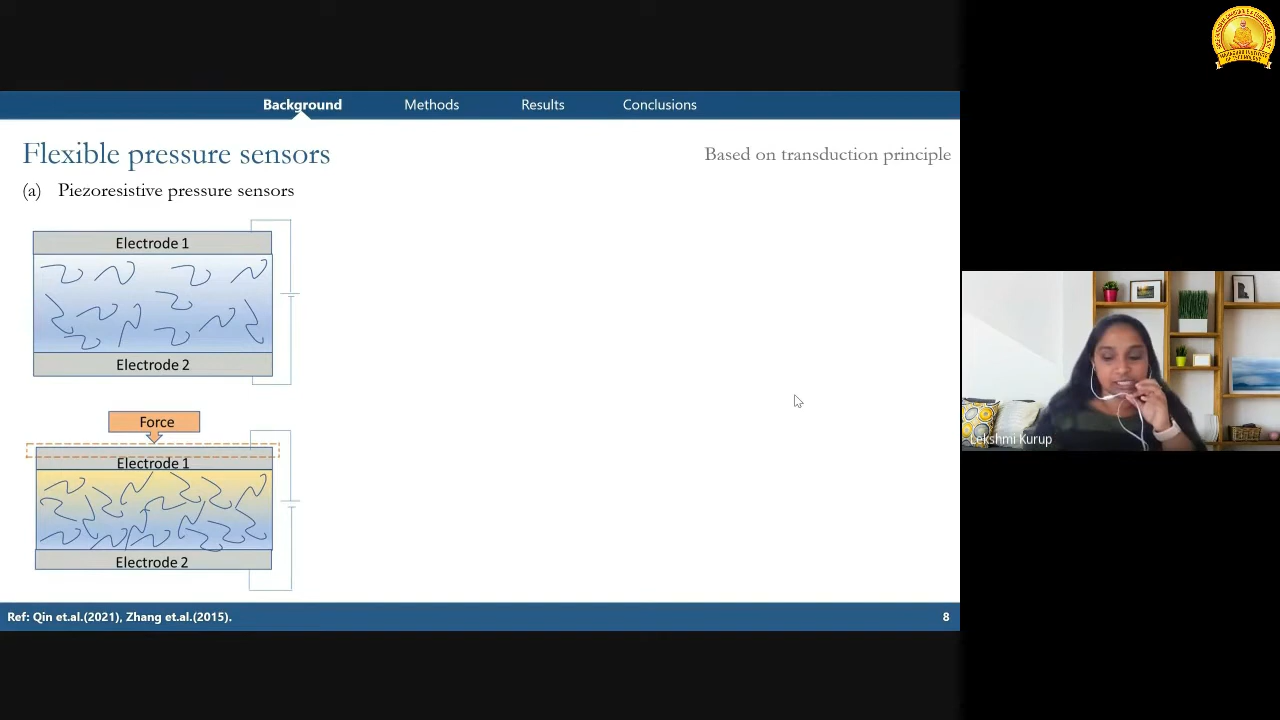 Background Methods Results Conclusions
Flexible pressure sensors
Based on transduction principle
(a) Piezoresistive pressure sensors
Electrode 1
Electrode 2
Force
Electrode 1
Electrode 2
Ref: Qin et.al.(2021), Zhang et.al.(2015).
8
Lekshmi Kurup